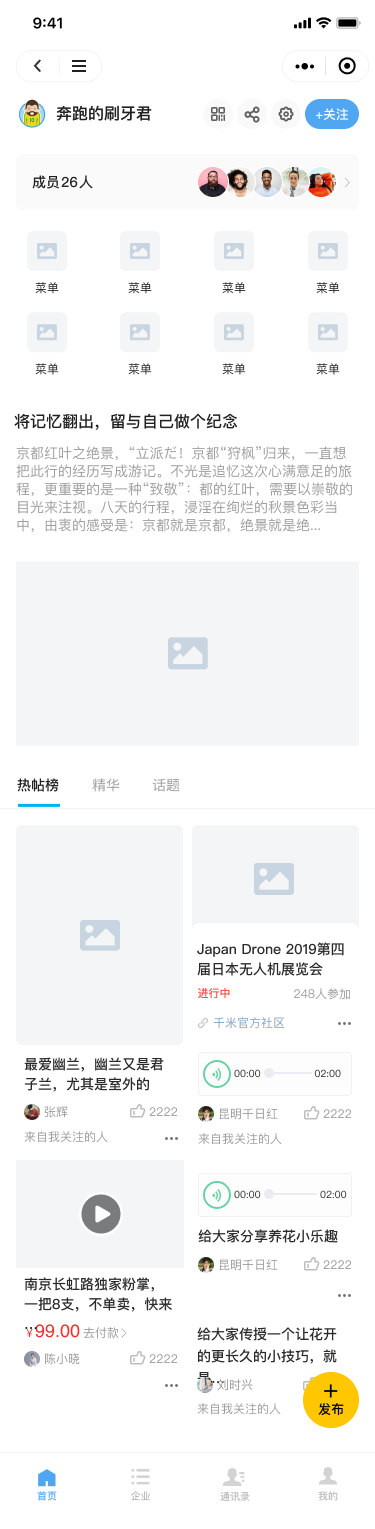 9:41
奔跑的刷牙君
+关注
成员26人
菜单
菜单
菜单
菜单
菜单
菜单
菜单
菜单
将记忆翻出，留与自己做个纪念
京都红叶之绝景，“立派だ！京都“狩枫”归来，一直想
把此行的经历写成游记。不光是追忆这次心满意足的旅
程，更重要的是一种“致敬”：都的红叶，需要以崇敬的
目光来注视。八天的行程，浸淫在绚烂的秋景色彩当
中，由衷的感受是：京都就是京都，绝景就是绝...
热帖榜
精华
话题
最爱幽兰，幽兰又是君
子兰，尤其是室外的
张辉
2222
来自我关注的人
南京长虹路独家粉掌，
一把8支，不单卖，快来
...
¥99.00 去付款
陈小晓
2222
Japan Drone 2019第四
届日本无人机展览会
进行中
248人参加
千米官方社区
00:00
02:00
昆明千日红
2222
来自我关注的人
00:00
02:00
给大家分享养花小乐趣
昆明千日红
2222
给大家传授一个让花开
的更长久的小技巧，就
是...
刘时兴
来自我关注的人
发布
首页
企业
通讯录
我的